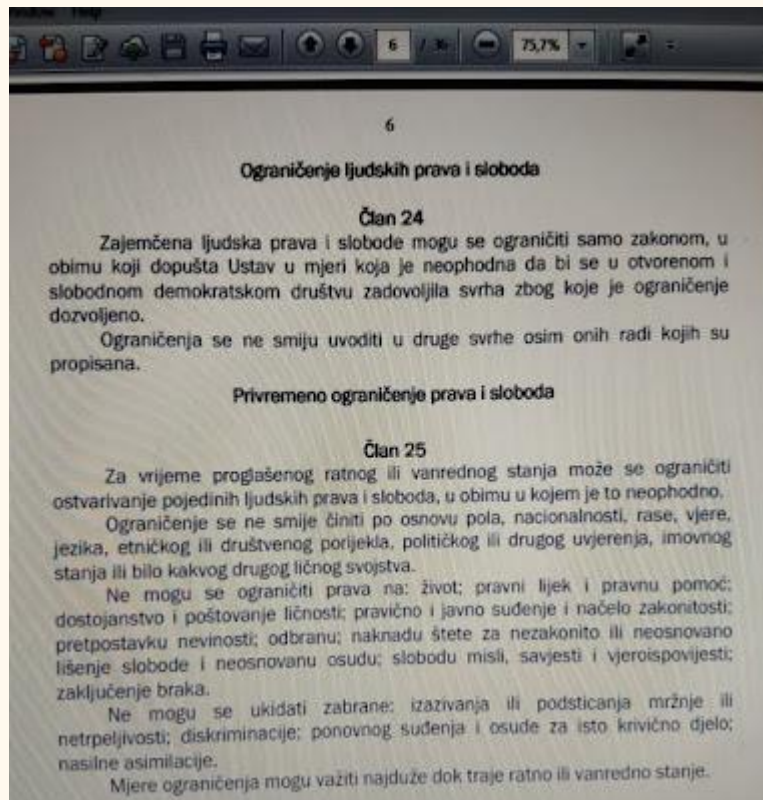 Window Help
6 / 36 75,7%
6
Ograničenje ljudskih prava i sloboda
Član 24
Zajemčena ljudska prava i slobode mogu se ograničiti samo zakonom, u
obimu koji dopušta Ustav u mjeri koja je neophodna da bi se u otvorenom i
slobodnom demokratskom društvu zadovoljila svrha zbog koje je ograničenje
dozvoljeno.
Ograničenja se ne smiju uvoditi u druge svrhe osim onih radi kojih su
propisana.
Privremeno ograničenje prava i sloboda
Član 25
Za vrijeme proglašenog ratnog ili vanrednog stanja može se ograničiti
ostvarivanje pojedinih ljudskih prava i sloboda, u obimu u kojem je to neophodno.
Ograničenje se ne smije činiti po osnovu pola, nacionalnosti, rase, vjere,
jezika, etničkog ili društvenog porijekla, političkog ili drugog uvjerenja, imovnog
stanja ili bilo kakvog drugog ličnog svojstva.
Ne mogu se ograničiti prava na: život; pravni lijek i pravnu pomoć;
dostojanstvo i poštovanje ličnosti; pravično i javno suđenje i načelo zakonitosti;
pretpostavku nevinosti; odbranu; naknadu štete za nezakonito ili neosnovano
lišenje slobode i neosnovanu osudu; slobodu misli, savjesti i vjeroispovijesti;
zaključenje braka.
Ne mogu se ukidati zabrane: izazivanja ili podsticanja mržnje ili
netrpeljivosti; diskriminacije; ponovnog suđenja i osude za isto krivično djelo;
nasilne asimilacije.
Mjere ograničenja mogu važiti najduže dok traje ratno ili vanredno stanje.